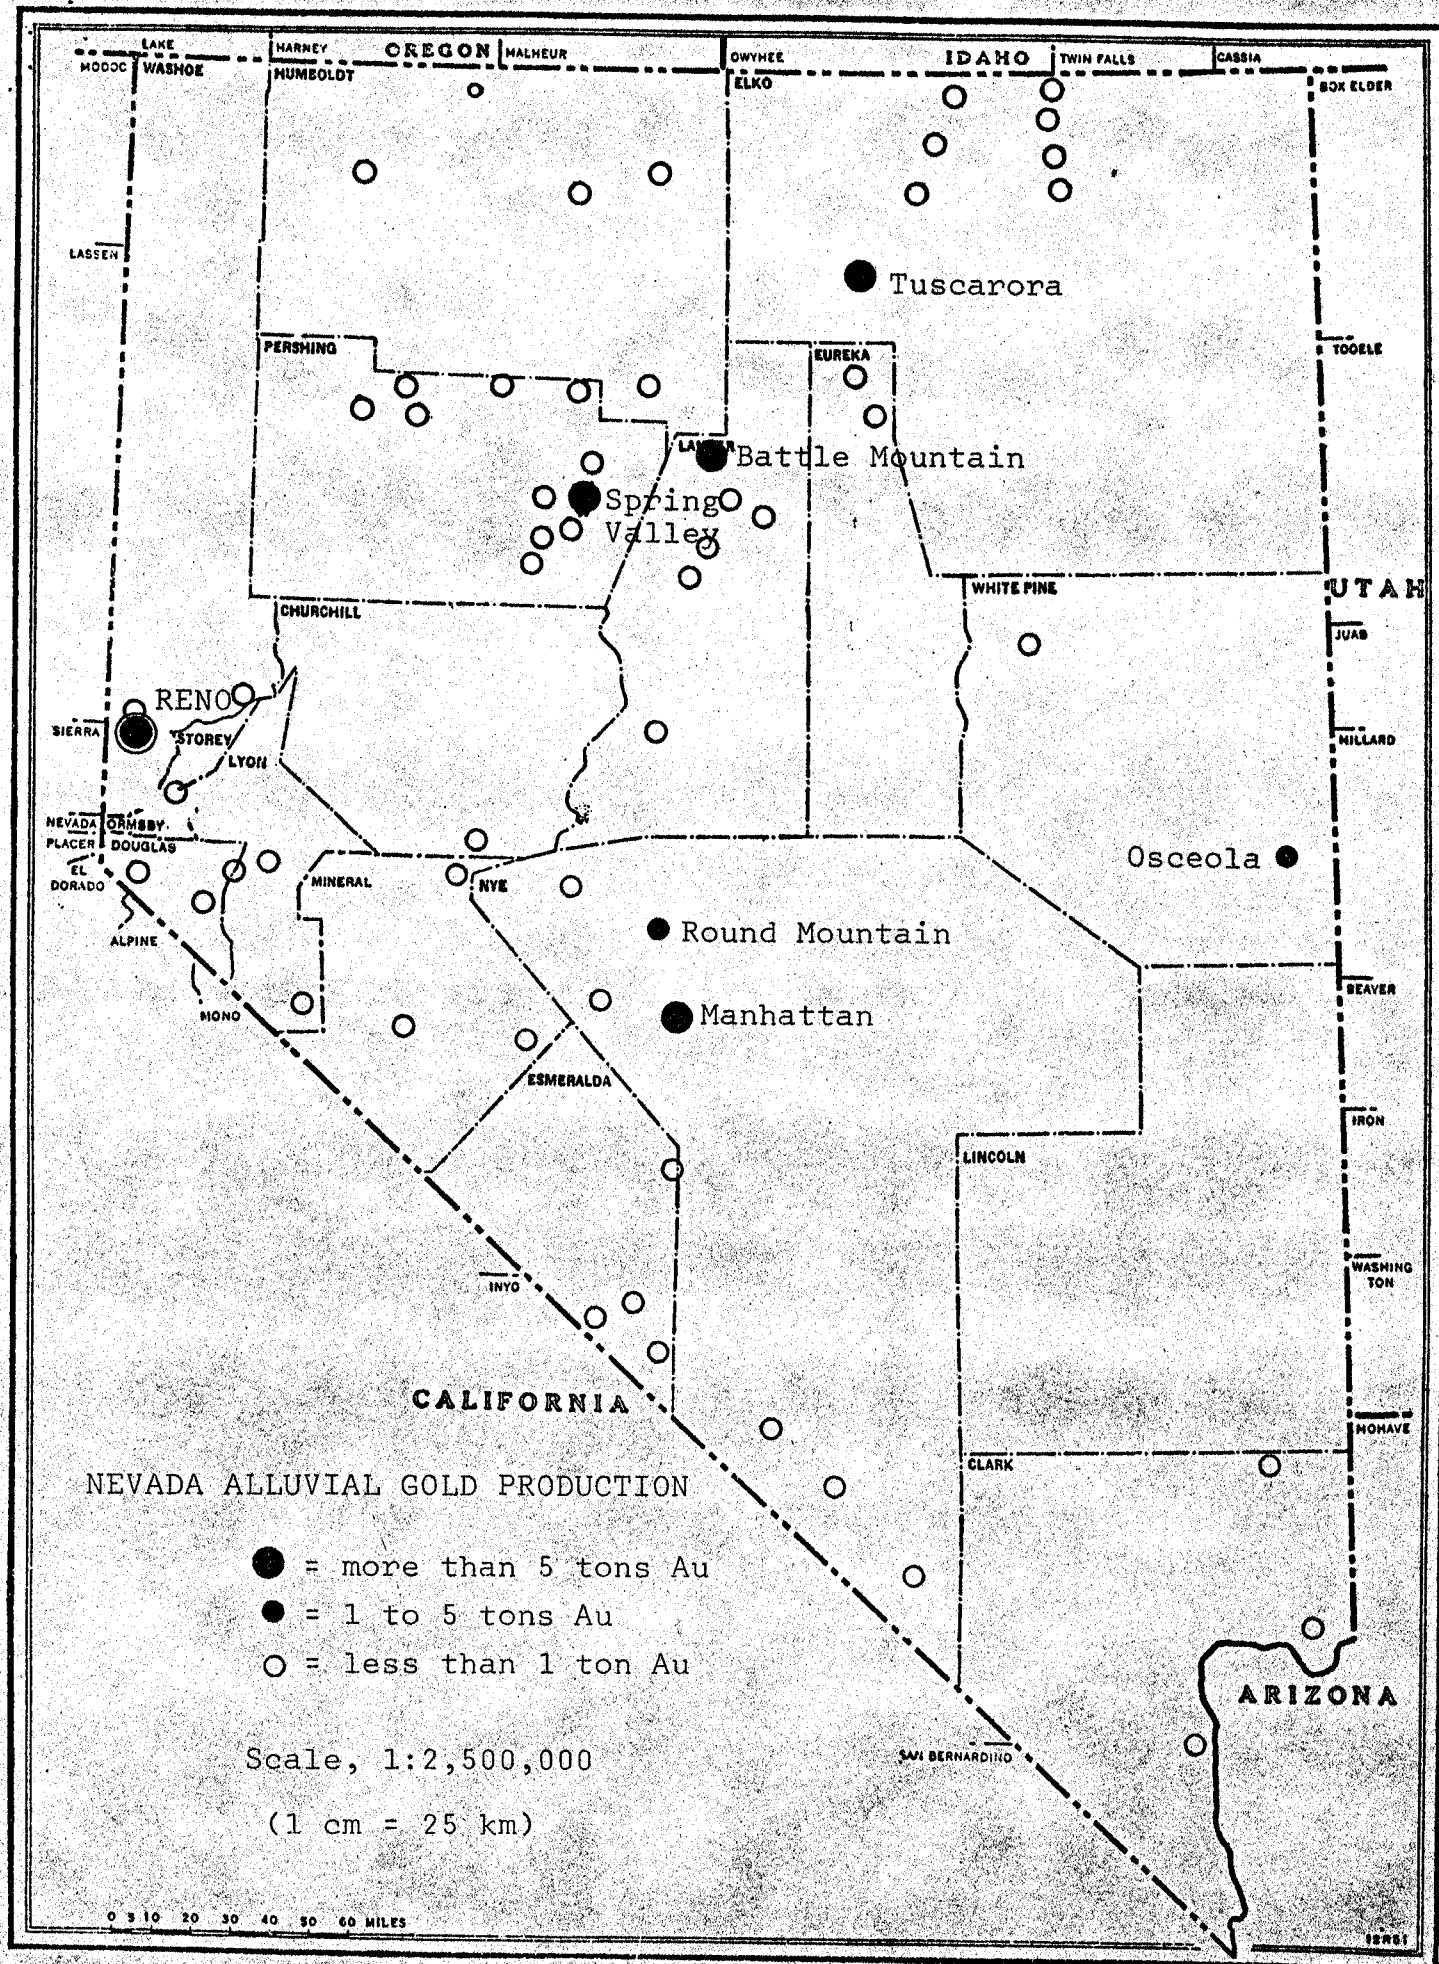 LAKE
HARNEY
OREGON
MALHEUR
OWYHEE
IDAHO
TWIN FALLS
CASSIA
MODOC
WASHOE
HUMBOLDT
ELKO
BOX ELDER
LASSEN
Tuscarora
PERSHING
EUREKA
TOOELE
Battle Mountain
Spring
Valley
WHITE PINE
UTAH
CHURCHILL
JUAB
RENO
SIERRA
STOREY
MILLARD
LYON
NEVADA
ORMSBY
PLACER
DOUGLAS
EL
DORADO
MINERAL
NYE
Osceola
ALPINE
Round Mountain
BEAVER
MONO
Manhattan
ESMERALDA
IRON
LINCOLN
INYO
WASHING
TON
CALIFORNIA
MOHAVE
CLARK
NEVADA ALLUVIAL GOLD PRODUCTION
= more than 5 tons Au
= 1 to 5 tons Au
= less than 1 ton Au
ARIZONA
SAN BERNARDINO
Scale, 1:2,500,000
(1 cm = 25 km)
0 5 10 20 30 40 50 60 MILES